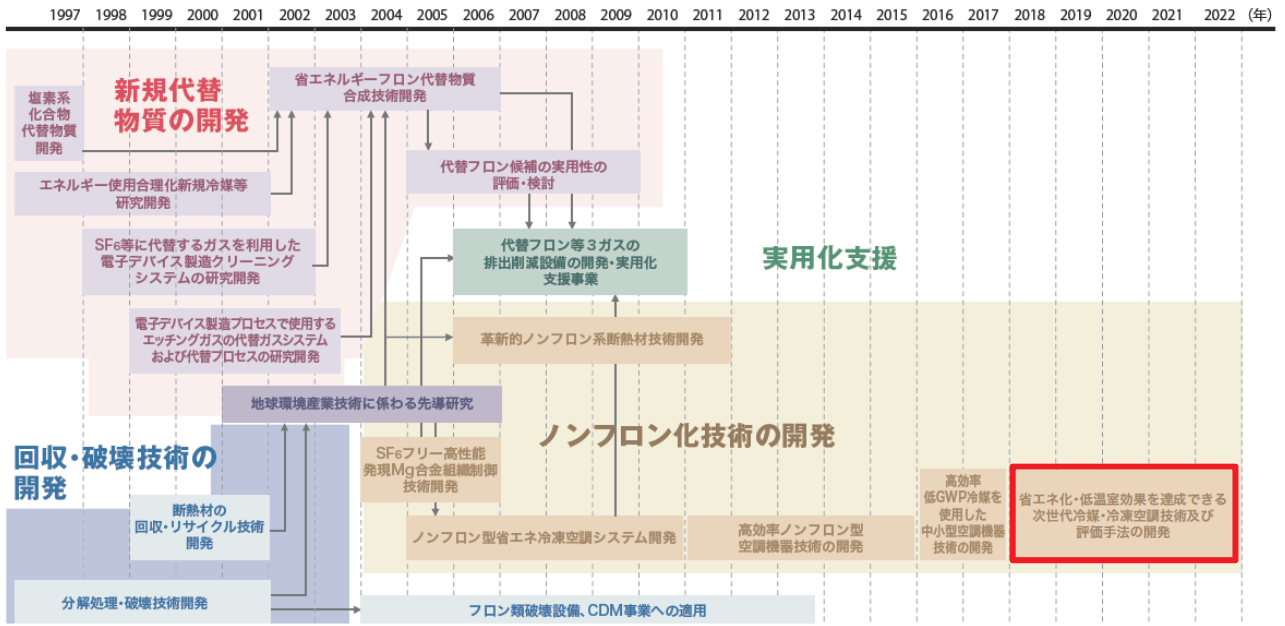 1997 1998 1999 2000 2001 2002 2003 2004 2005 2006 2007 2008 2009 2010 2011 2012 2013 2014 2015 2016 2017 2018 2019 2020 2021 2022 (年)
新規代替
物質の開発
塩素系
化合物
代替物質
開発
省エネルギーフロン代替物質
合成技術開発
代替フロン候補の実用性の
評価・検討
エネルギー使用合理化新規冷媒等
研究開発
SF6等に代替するガスを利用した
電子デバイス製造クリーニング
システムの研究開発
代替フロン等3ガスの
排出削減設備の開発・実用化
支援事業
実用化支援
電子デバイス製造プロセスで使用する
エッチングガスの代替ガスシステム
および代替プロセスの研究開発
革新的ノンフロン系断熱材技術開発
地球環境産業技術に係わる先導研究
ノンフロン化技術の開発
回収・破壊技術の
開発
SF6フリー高性能
発現Mg合金組織制御
技術開発
断熱材の
回収・リサイクル技術
開発
ノンフロン型省エネ冷凍空調システム開発
高効率ノンフロン型
空調機器技術の開発
高効率
低GWP冷媒を
使用した
中小型空調機器
技術の開発
省エネ化・低温室効果を達成できる
次世代冷媒・冷凍空調技術及び
評価手法の開発
分解処理・破壊技術開発
フロン類破壊設備、CDM事業への適用